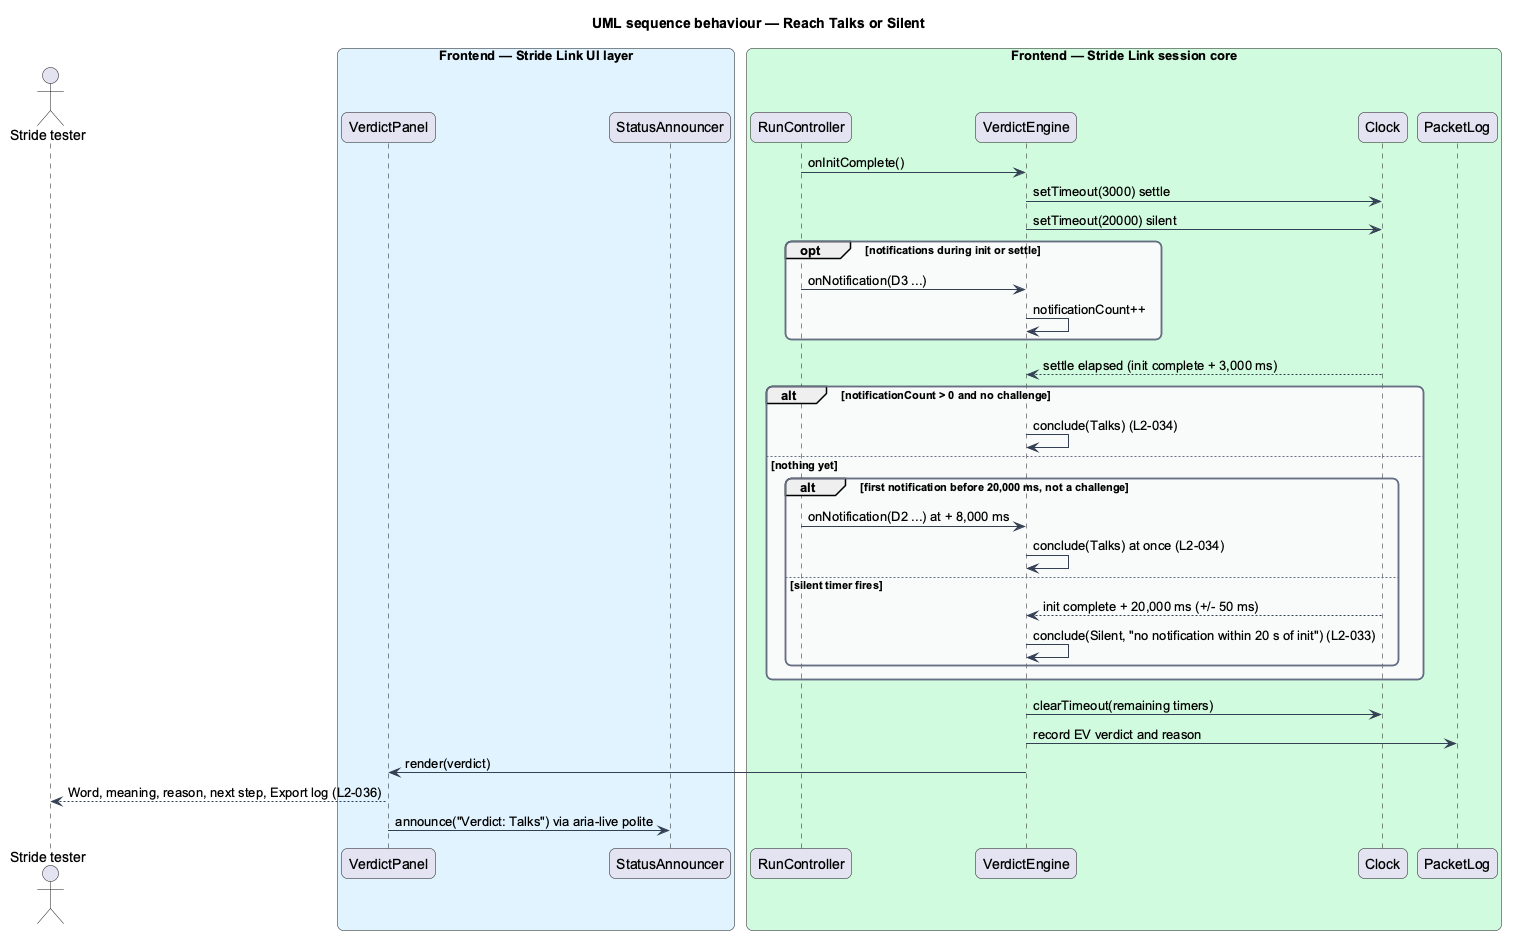 UML sequence behaviour — Reach Talks or Silent
Frontend — Stride Link UI layer
Frontend — Stride Link session core
Stride tester
VerdictPanel
StatusAnnouncer
RunController
VerdictEngine
Clock
PacketLog
onInitComplete()
setTimeout(3000) settle
setTimeout(20000) silent
opt
[notifications during init or settle]
onNotification(D3 ...)
notificationCount++
settle elapsed (init complete + 3,000 ms)
alt
[notificationCount > 0 and no challenge]
conclude(Talks) (L2-034)
[nothing yet]
alt
[first notification before 20,000 ms, not a challenge]
onNotification(D2 ...) at + 8,000 ms
conclude(Talks) at once (L2-034)
[silent timer fires]
init complete + 20,000 ms (+/- 50 ms)
conclude(Silent, "no notification within 20 s of init") (L2-033)
clearTimeout(remaining timers)
record EV verdict and reason
render(verdict)
Word, meaning, reason, next step, Export log (L2-036)
announce("Verdict: Talks") via aria-live polite
Stride tester
VerdictPanel
StatusAnnouncer
RunController
VerdictEngine
Clock
PacketLog